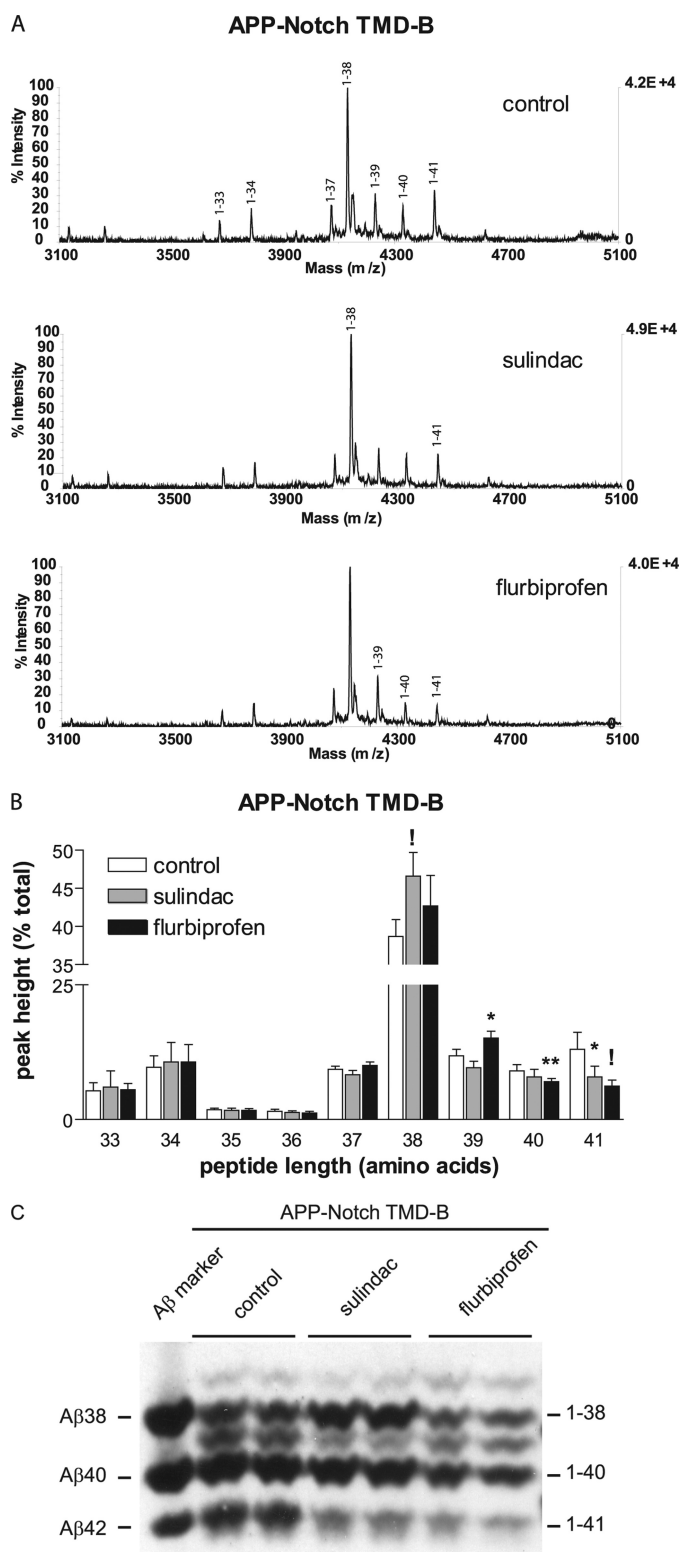 A
APP-Notch TMD-B
1-38
control
4.2E+4
100
90
80
70
60
50
40
30
20
10
0
% Intensity
1-33
1-34
1-37
1-39
1-40
1-41
0
3100 3500 3900 4300 4700 5100
Mass (m/z)
1-38
sulindac
4.9E+4
100
90
80
70
60
50
40
30
20
10
0
% Intensity
1-41
0
3100 3500 3900 4300 4700 5100
Mass (m/z)
flurbiprofen
4.0E+4
100
90
80
70
60
50
40
30
20
10
0
% Intensity
1-39
1-40
1-41
0
3100 3500 3900 4300 4700 5100
Mass (m/z)
B
APP-Notch TMD-B
control
sulindac
flurbiprofen
peak height (% total)
50
45
40
35
25
0
!
*
**
*
!
33 34 35 36 37 38 39 40 41
peptide length (amino acids)
C
APP-Notch TMD-B
Aβ marker
control
sulindac
flurbiprofen
Aβ38 – – 1-38
Aβ40 – – 1-40
Aβ42 – – 1-41